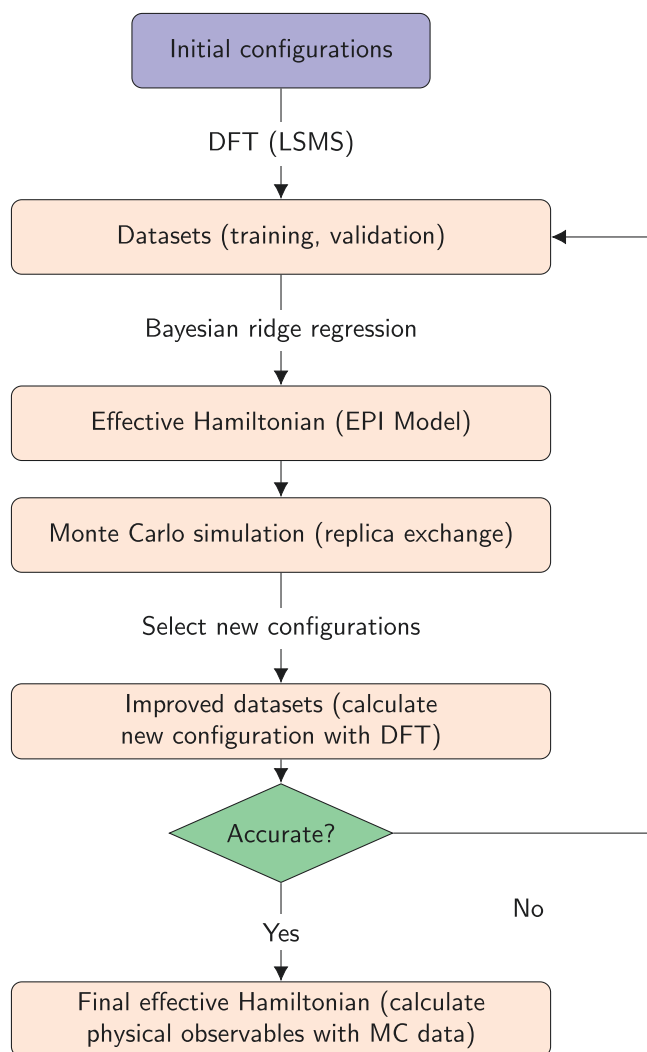 Initial configurations
DFT (LSMS)
Datasets (training, validation)
Bayesian ridge regression
Effective Hamiltonian (EPI Model)
Monte Carlo simulation (replica exchange)
Select new configurations
Improved datasets (calculate
new configuration with DFT)
Accurate?
No
Yes
Final effective Hamiltonian (calculate
physical observables with MC data)